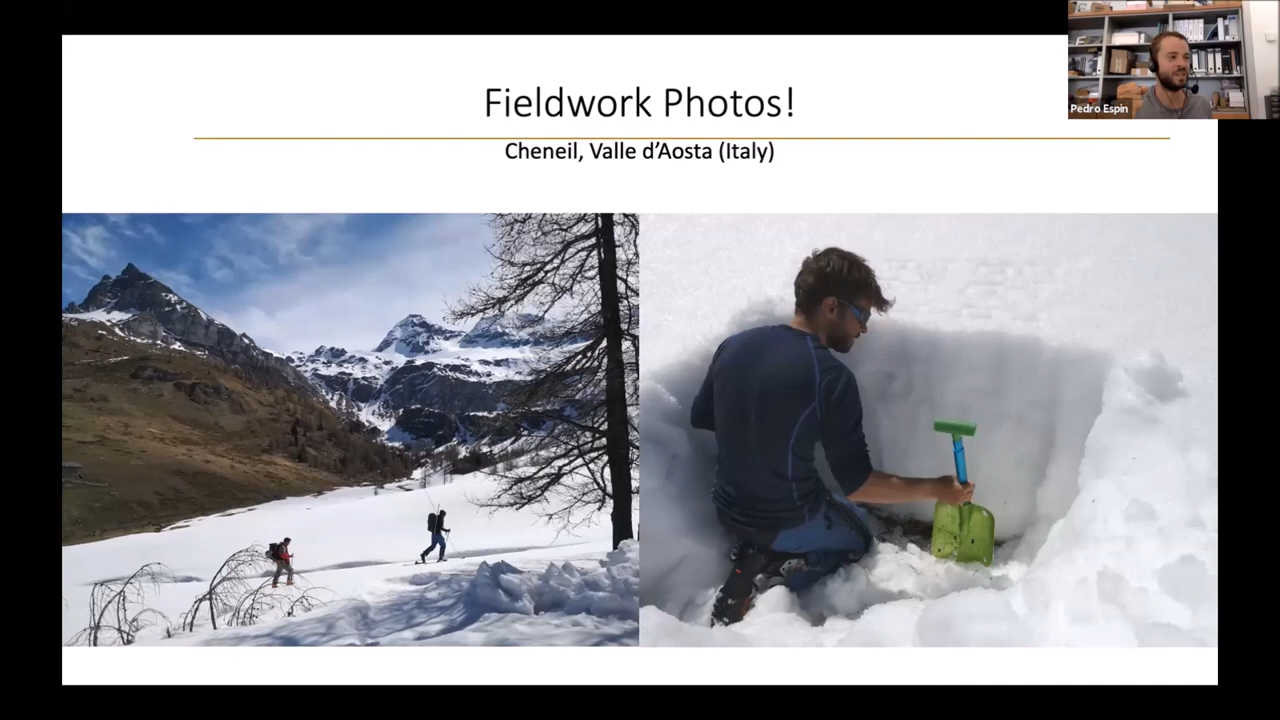 Fieldwork Photos!
Cheneil, Valle d’Aosta (Italy)
Pedro Espin